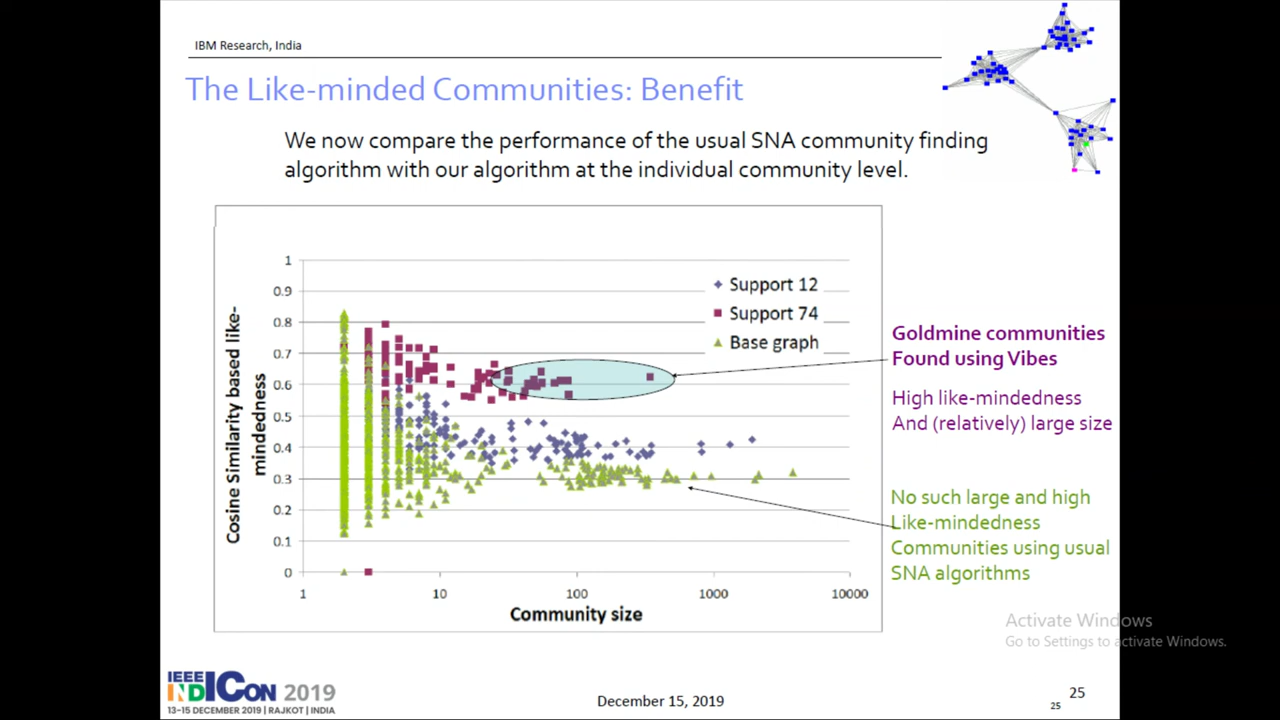 IBM Research, India
The Like-minded Communities: Benefit
We now compare the performance of the usual SNA community finding
algorithm with our algorithm at the individual community level.
Cosine Similarity based like-
mindedness
1
0.9
0.8
0.7
0.6
0.5
0.4
0.3
0.2
0.1
0
1
10
100
1000
10000
Community size
Support 12
Support 74
Base graph
Goldmine communities
Found using Vibes
High like-mindedness
And (relatively) large size
No such large and high
Like-mindedness
Communities using usual
SNA algorithms
Activate Windows
Go to Settings to activate Windows.
IEEE
INDICon 2019
13-15 DECEMBER 2019 | RAJKOT | INDIA
December 15, 2019
25
25